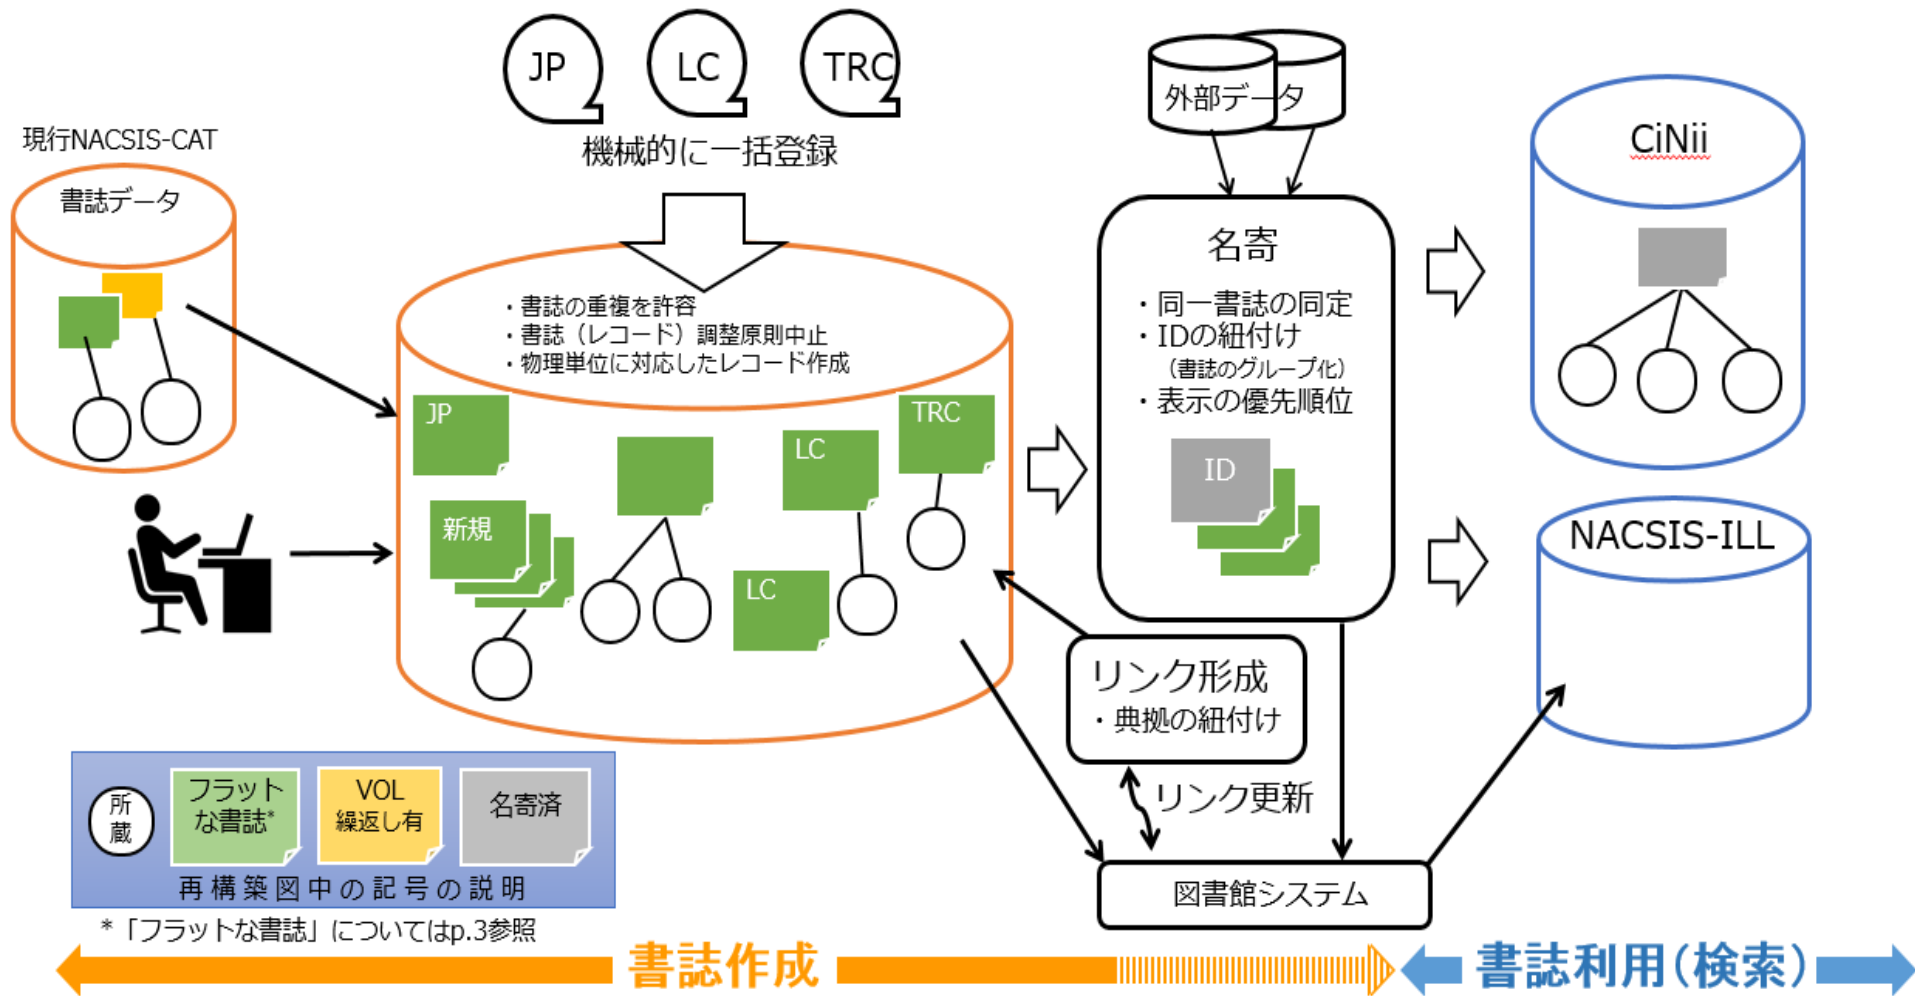 JP
LC
TRC
機械的に一括登録
現行NACSIS-CAT
書誌データ
・書誌の重複を許容
・書誌（レコード）調整原則中止
・物理単位に対応したレコード作成
JP
新規
LC
LC
TRC
外部データ
名寄
・同一書誌の同定
・IDの紐付け
（書誌のグループ化）
・表示の優先順位
ID
CiNii
NACSIS-ILL
リンク形成
・典拠の紐付け
リンク更新
図書館システム
所
蔵
フラット
な書誌*
VOL
繰返し有
名寄済
再構築図中の記号の説明
*「フラットな書誌」についてはp.3参照
書誌作成
書誌利用（検索）